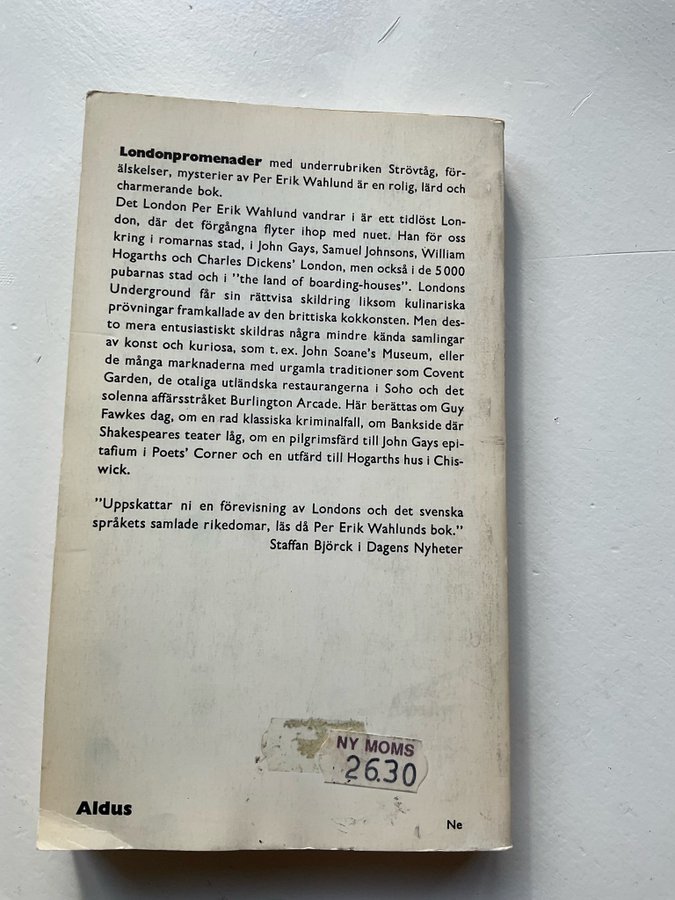 Londonpromenader med underrubriken Strövtåg, för-
älskelser, mysterier av Per Erik Wahlund är en rolig, lärd och
charmerande bok.
Det London Per Erik Wahlund vandrar i är ett tidlöst Lon-
don, där det förgångna flyter ihop med nuet. Han för oss
kring i romarnas stad, i John Gays, Samuel Johnsons, William
Hogarths och Charles Dickens' London, men också i de 5000
pubarnas stad och i "the land of boarding-houses". Londons
Underground får sin rättvisa skildring liksom kulinariska
prövningar framkallade av den brittiska kokkonsten. Men des-
to mera entusiastiskt skildras några mindre kända samlingar
av konst och kuriosa, som t. ex. John Soane's Museum, eller
de många marknaderna med urgamla traditioner som Covent
Garden, de otaliga utländska restaurangerna i Soho och det
solenna affärsstråket Burlington Arcade. Här berättas om Guy
Fawkes dag, om en rad klassiska kriminalfall, om Bankside där
Shakespeares teater låg, om en pilgrimsfärd till John Gays epi-
tafium i Poets' Corner och en utfärd till Hogarths hus i Chis-
wick.
"Uppskattar ni en förevisning av Londons och det svenska
språkets samlade rikedomar, läs då Per Erik Wahlunds bok."
Staffan Björck i Dagens Nyheter
NY MOMS
26.30
Aldus
Ne